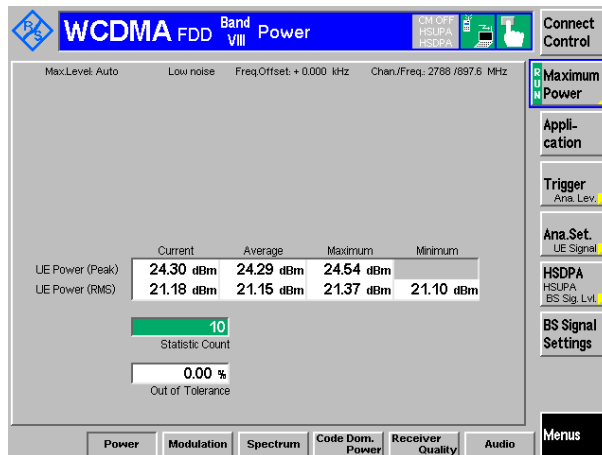 R&S
WCDMA FDD Band VIII Power
CM OFF
HSUPA
HSDPA
Connect Control
Max.Level: Auto Low noise Freq.Offset: + 0.000 kHz Chan./Freq.: 2788 /897.6 MHz
RUN
Maximum Power
Appli-
cation
Trigger
Ana. Lev.
Ana.Set.
UE Signal
Current Average Maximum Minimum
UE Power (Peak) 24.30 dBm 24.29 dBm 24.54 dBm
UE Power (RMS) 21.18 dBm 21.15 dBm 21.37 dBm 21.10 dBm
HSDPA
HSUPA
BS Sig. Lvl.
10
Statistic Count
BS Signal
Settings
0.00 %
Out of Tolerance
Power Modulation Spectrum Code Dom. Power Receiver Quality Audio
Menus